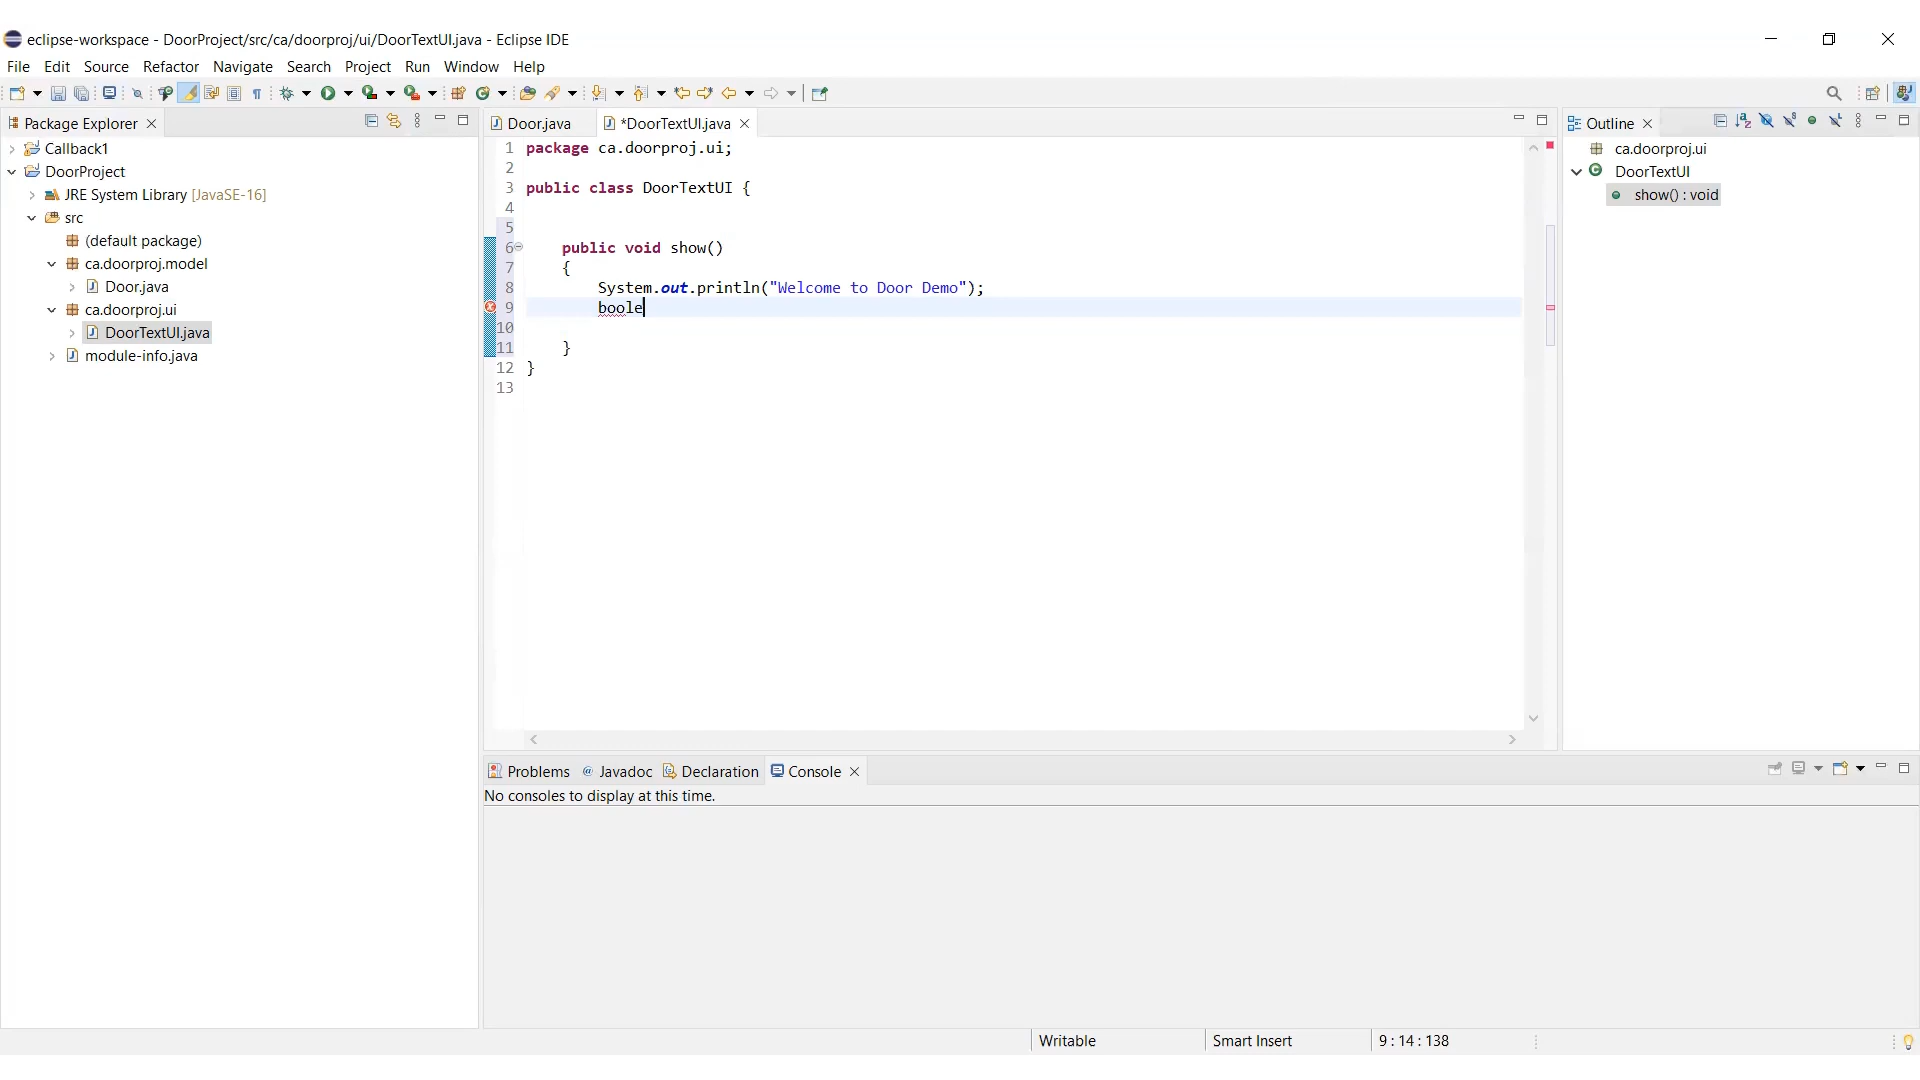 eclipse-workspace - DoorProject/src/ca/doorproj/ui/DoorTextUI.java - Eclipse IDE
File Edit Source Refactor Navigate Search Project Run Window Help
Package Explorer
Callback1
DoorProject
JRE System Library [JavaSE-16]
src
(default package)
ca.doorproj.model
Door.java
ca.doorproj.ui
DoorTextUI.java
module-info.java
Door.java *DoorTextUI.java
1 package ca.doorproj.ui;
2
3 public class DoorTextUI {
4
5
6 public void show()
7 {
8 System.out.println("Welcome to Door Demo");
9 boole
10
11 }
12 }
13
Outline
ca.doorproj.ui
DoorTextUI
show() : void
Problems Javadoc Declaration Console
No consoles to display at this time.
Writable Smart Insert 9 : 14 : 138